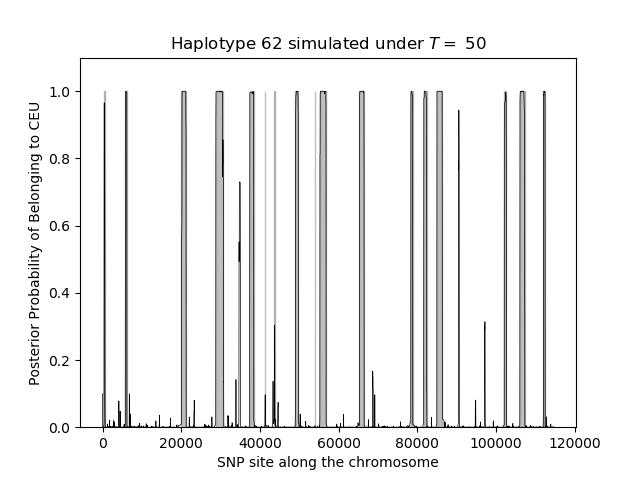 Haplotype 62 simulated under T = 50
Posterior Probability of Belonging to CEU
1.0
0.8
0.6
0.4
0.2
0.0
0 20000 40000 60000 80000 100000 120000
SNP site along the chromosome